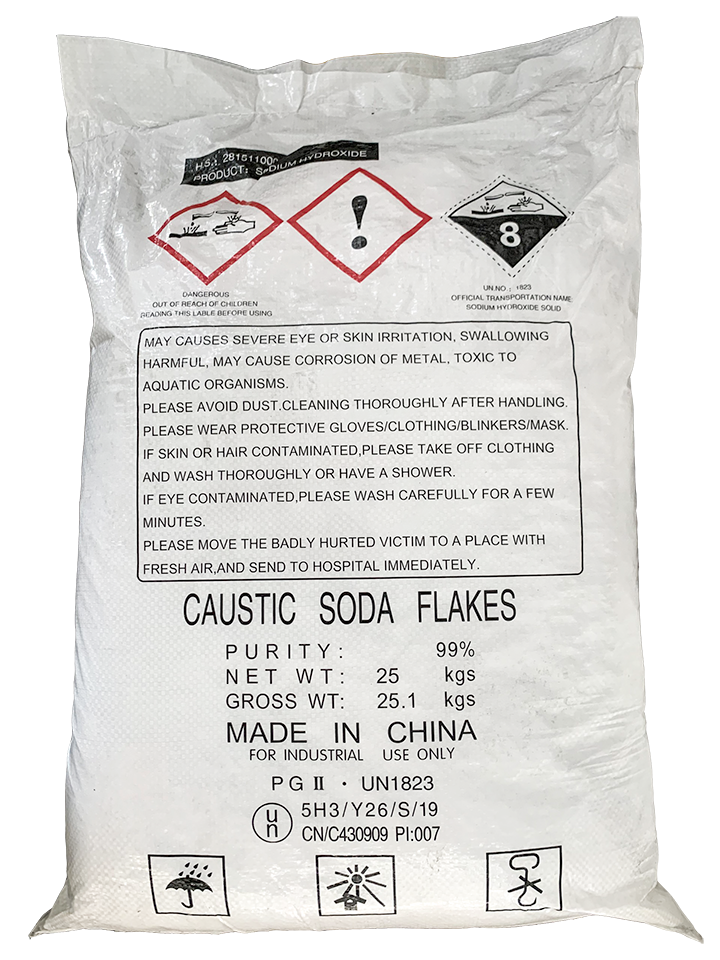 H.S.: 28151100
PRODUCT: SODIUM HYDROXIDE
8
DANGEROUS
OUT OF REACH OF CHILDREN
READING THIS LABLE BEFORE USING
UN.NO.: 1823
OFFICIAL TRANSPORTATION NAME
SODIUM HYDROXIDE SOLID
MAY CAUSES SEVERE EYE OR SKIN IRRITATION, SWALLOWING
HARMFUL, MAY CAUSE CORROSION OF METAL, TOXIC TO
AQUATIC ORGANISMS.
PLEASE AVOID DUST.CLEANING THOROUGHLY AFTER HANDLING.
PLEASE WEAR PROTECTIVE GLOVES/CLOTHING/BLINKERS/MASK.
IF SKIN OR HAIR CONTAMINATED,PLEASE TAKE OFF CLOTHING
AND WASH THOROUGHLY OR HAVE A SHOWER.
IF EYE CONTAMINATED,PLEASE WASH CAREFULLY FOR A FEW
MINUTES.
PLEASE MOVE THE BADLY HURTED VICTIM TO A PLACE WITH
FRESH AIR,AND SEND TO HOSPITAL IMMEDIATELY.
CAUSTIC SODA FLAKES
PURITY: 99%
NET WT: 25 kgs
GROSS WT: 25.1 kgs
MADE IN CHINA
FOR INDUSTRIAL USE ONLY
PG II · UN1823
un 5H3/Y26/S/19
CN/C430909 PI:007